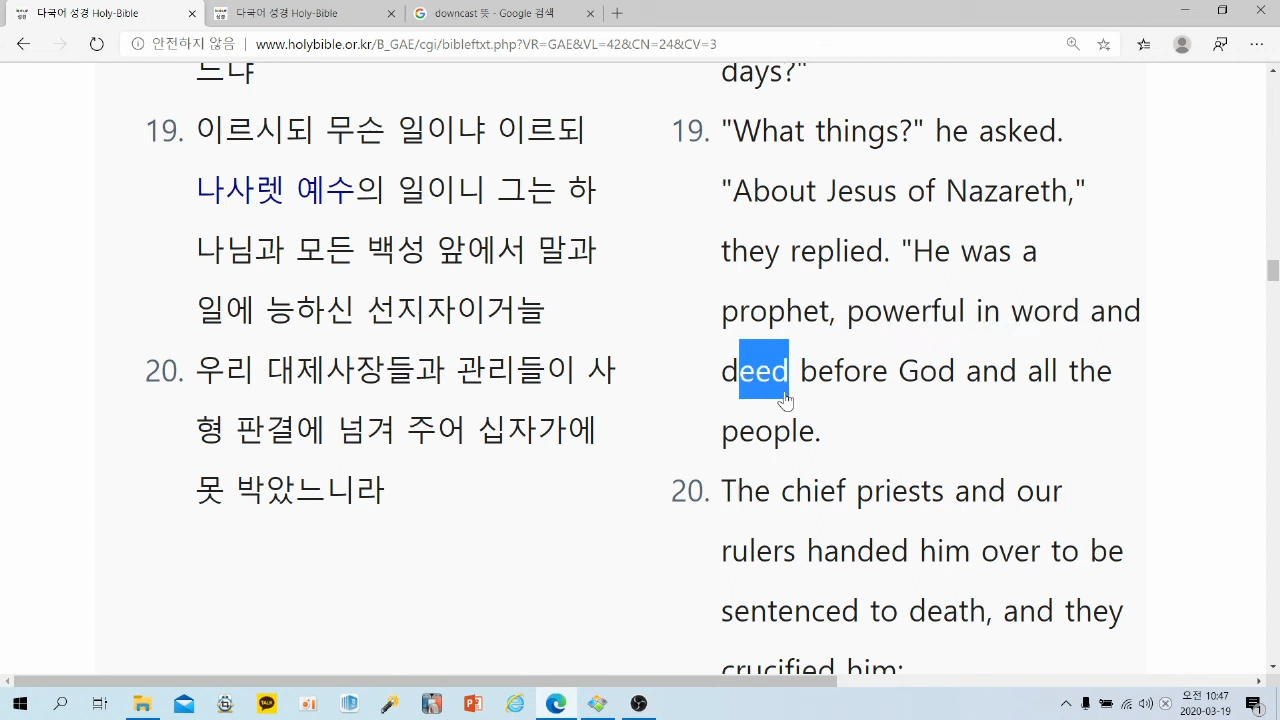 다국어 성경 Holy-Bible
다국어 성경 Holy-Bible
downcast 뜻 - Google 검색
안전하지 않음 | www.holybible.or.kr/B_GAE/cgi/bibleftxt.php?VR=GAE&VL=42&CN=24&CV=3
느냐
19. 이르시되 무슨 일이냐 이르되
나사렛 예수의 일이니 그는 하
나님과 모든 백성 앞에서 말과
일에 능하신 선지자이거늘
20. 우리 대제사장들과 관리들이 사
형 판결에 넘겨 주어 십자가에
못 박았느니라
days?"
19. "What things?" he asked.
"About Jesus of Nazareth,"
they replied. "He was a
prophet, powerful in word and
deed before God and all the
people.
20. The chief priests and our
rulers handed him over to be
sentenced to death, and they
crucified him;
TALK
오전 10:47
2020-03-19
1